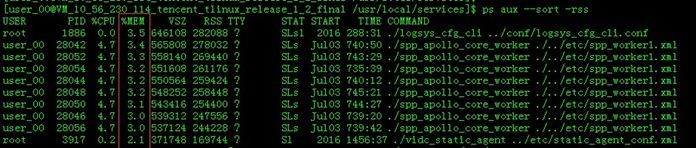 [user_00@VM_10_56_230_114_tencent_tlinux_release_1_2_final /usr/local/services]$ ps aux --sort -rss
USER PID %CPU %MEM VSZ RSS TTY STAT START TIME COMMAND
root 1886 0.0 3.5 646108 282088 ? SLsl 2016 288:31 ./logsys_cfg_cli ../conf/logsys_cfg_cli.conf
user_00 28042 4.7 3.4 565808 278032 ? SLs Jul03 740:50 ./spp_apollo_core_worker ./../etc/spp_worker1.xml
user_00 28052 4.7 3.3 558140 269440 ? SLs Jul03 743:29 ./spp_apollo_core_worker ./../etc/spp_worker1.xml
user_00 28054 4.7 3.2 551608 261176 ? SLs Jul03 735:39 ./spp_apollo_core_worker ./../etc/spp_worker1.xml
user_00 28044 4.7 3.2 550564 259424 ? SLs Jul03 740:12 ./spp_apollo_core_worker ./../etc/spp_worker1.xml
user_00 28048 4.7 3.1 548252 258448 ? SLs Jul03 745:21 ./spp_apollo_core_worker ./../etc/spp_worker1.xml
user_00 28050 4.7 3.1 543416 254400 ? SLs Jul03 744:27 ./spp_apollo_core_worker ./../etc/spp_worker1.xml
user_00 28046 4.7 3.0 539312 247556 ? SLs Jul03 739:20 ./spp_apollo_core_worker ./../etc/spp_worker1.xml
user_00 28056 4.7 3.0 537124 244228 ? SLs Jul03 739:42 ./spp_apollo_core_worker ./../etc/spp_worker1.xml
root 3917 0.2 2.1 371748 169744 ? Sl 2016 1456:37 ./vidc_static_agent ../etc/static_agent_conf.xml